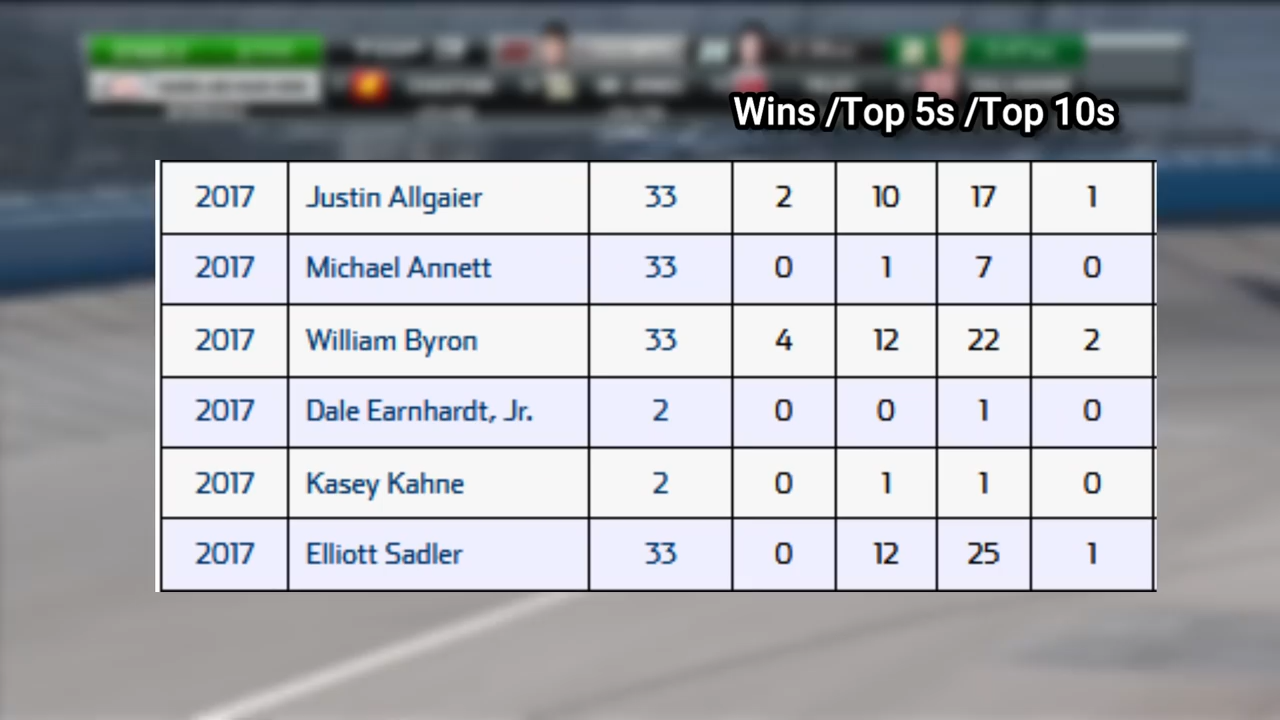 Wins /Top 5s /Top 10s
2017 Justin Allgaier 33 2 10 17 1
2017 Michael Annett 33 0 1 7 0
2017 William Byron 33 4 12 22 2
2017 Dale Earnhardt, Jr. 2 0 0 1 0
2017 Kasey Kahne 2 0 1 1 0
2017 Elliott Sadler 33 0 12 25 1